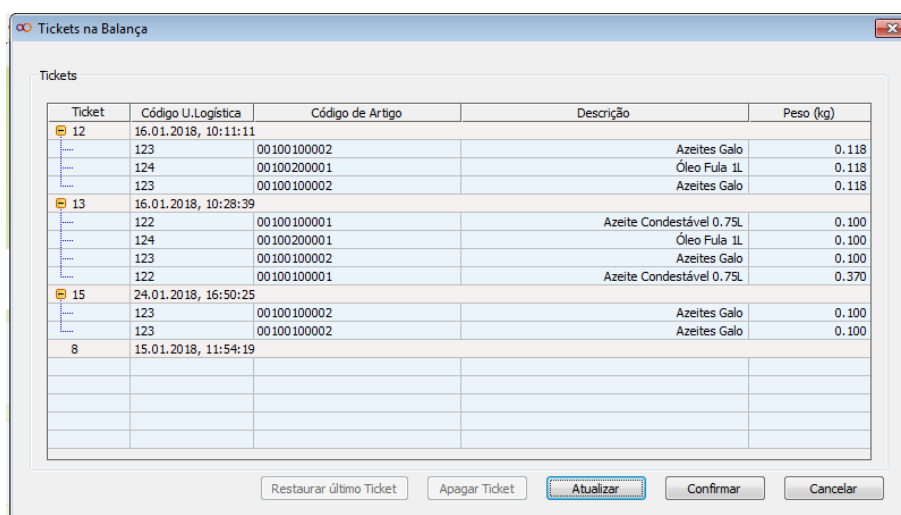 Tickets na Balança
Tickets
Ticket Código U.Logística Código de Artigo Descrição Peso (kg)
12 16.01.2018, 10:11:11
123 00100100002 Azeites Galo 0.118
124 00100200001 Óleo Fula 1L 0.118
123 00100100002 Azeites Galo 0.118
13 16.01.2018, 10:28:39
122 00100100001 Azeite Condestável 0.75L 0.100
124 00100200001 Óleo Fula 1L 0.100
123 00100100002 Azeites Galo 0.100
122 00100100001 Azeite Condestável 0.75L 0.370
15 24.01.2018, 16:50:25
123 00100100002 Azeites Galo 0.100
123 00100100002 Azeites Galo 0.100
8 15.01.2018, 11:54:19
Restaurar último Ticket Apagar Ticket Atualizar Confirmar Cancelar